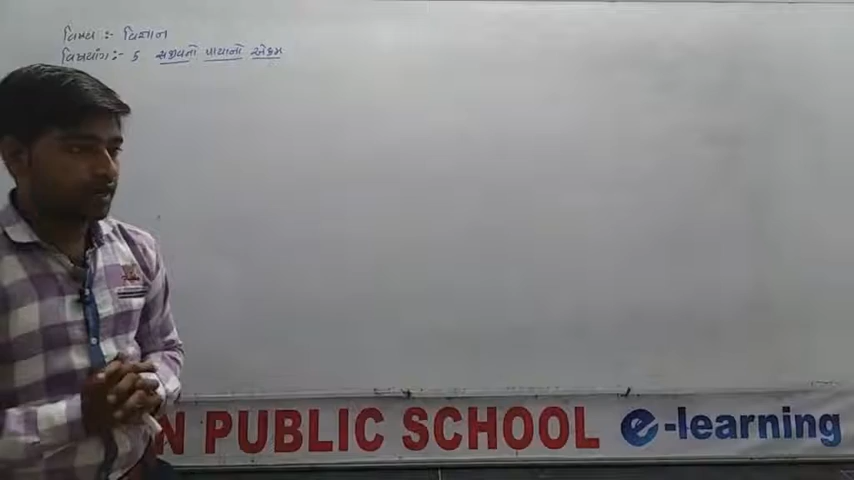 વિષય :- વિજ્ઞાન
વિભાગ :- 5 સજીવનો પાયાનો એકમ
N PUBLIC SCHOOL e-learning